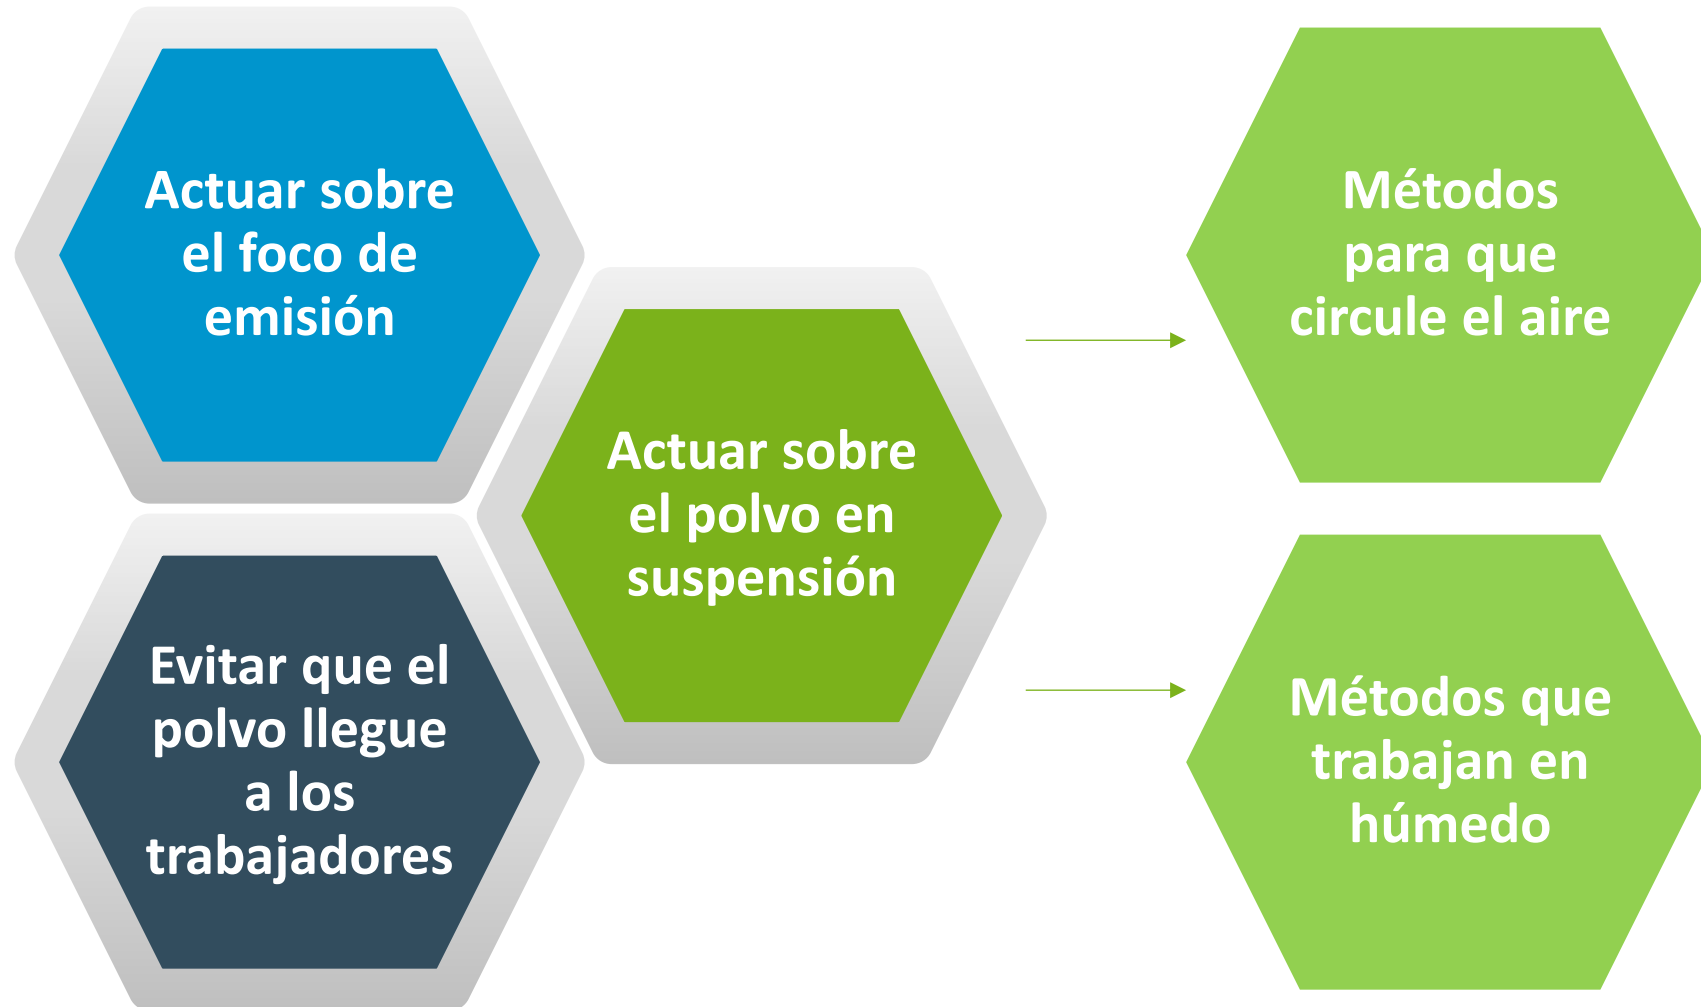 Actuar sobre
el foco de
emisión
Evitar que el
polvo llegue
a los
trabajadores
Actuar sobre
el polvo en
suspensión
Métodos
para que
circule el aire
Métodos que
trabajan en
húmedo